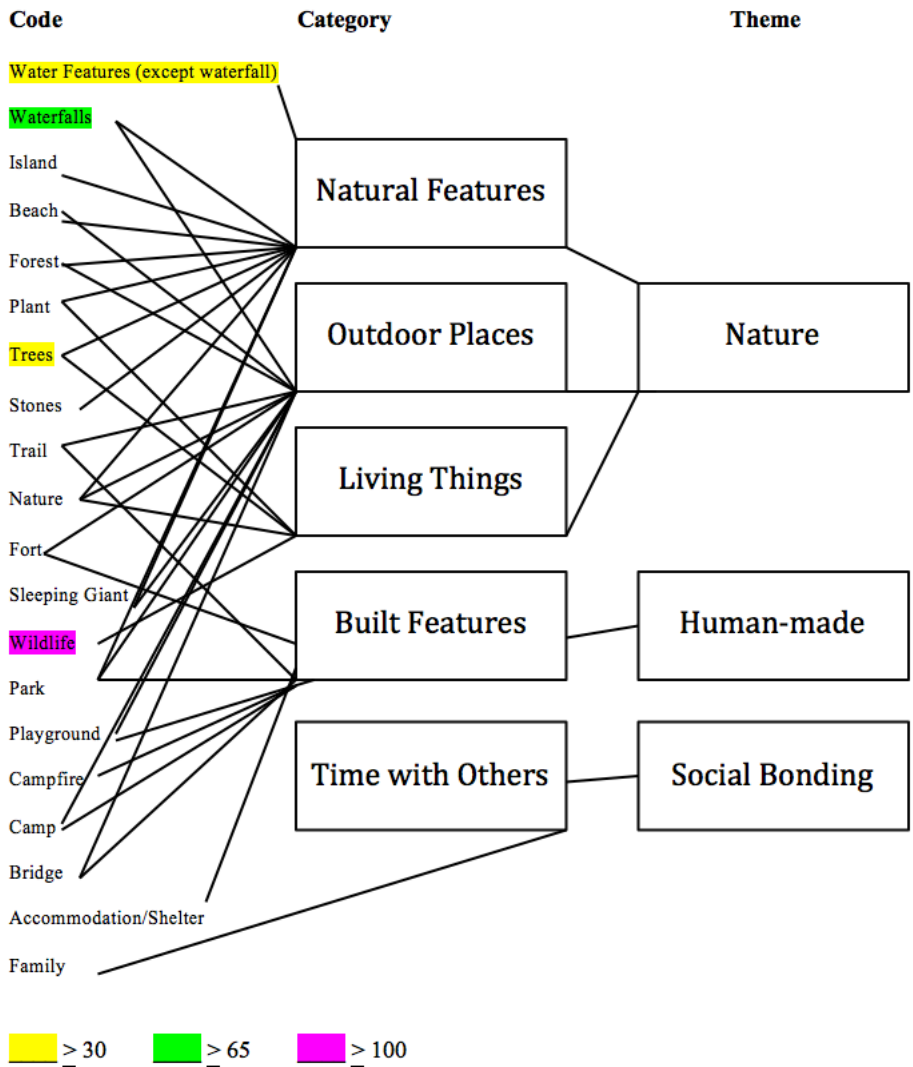 Code Category Theme
Water Features (except waterfall)
Waterfalls
Island
Beach
Forest
Plant
Trees
Stones
Trail
Nature
Fort
Sleeping Giant
Wildlife
Park
Playground
Campfire
Camp
Bridge
Accommodation/Shelter
Family
Natural Features
Outdoor Places
Living Things
Built Features
Time with Others
Nature
Human-made
Social Bonding
≥ 30 ≥ 65 ≥ 100